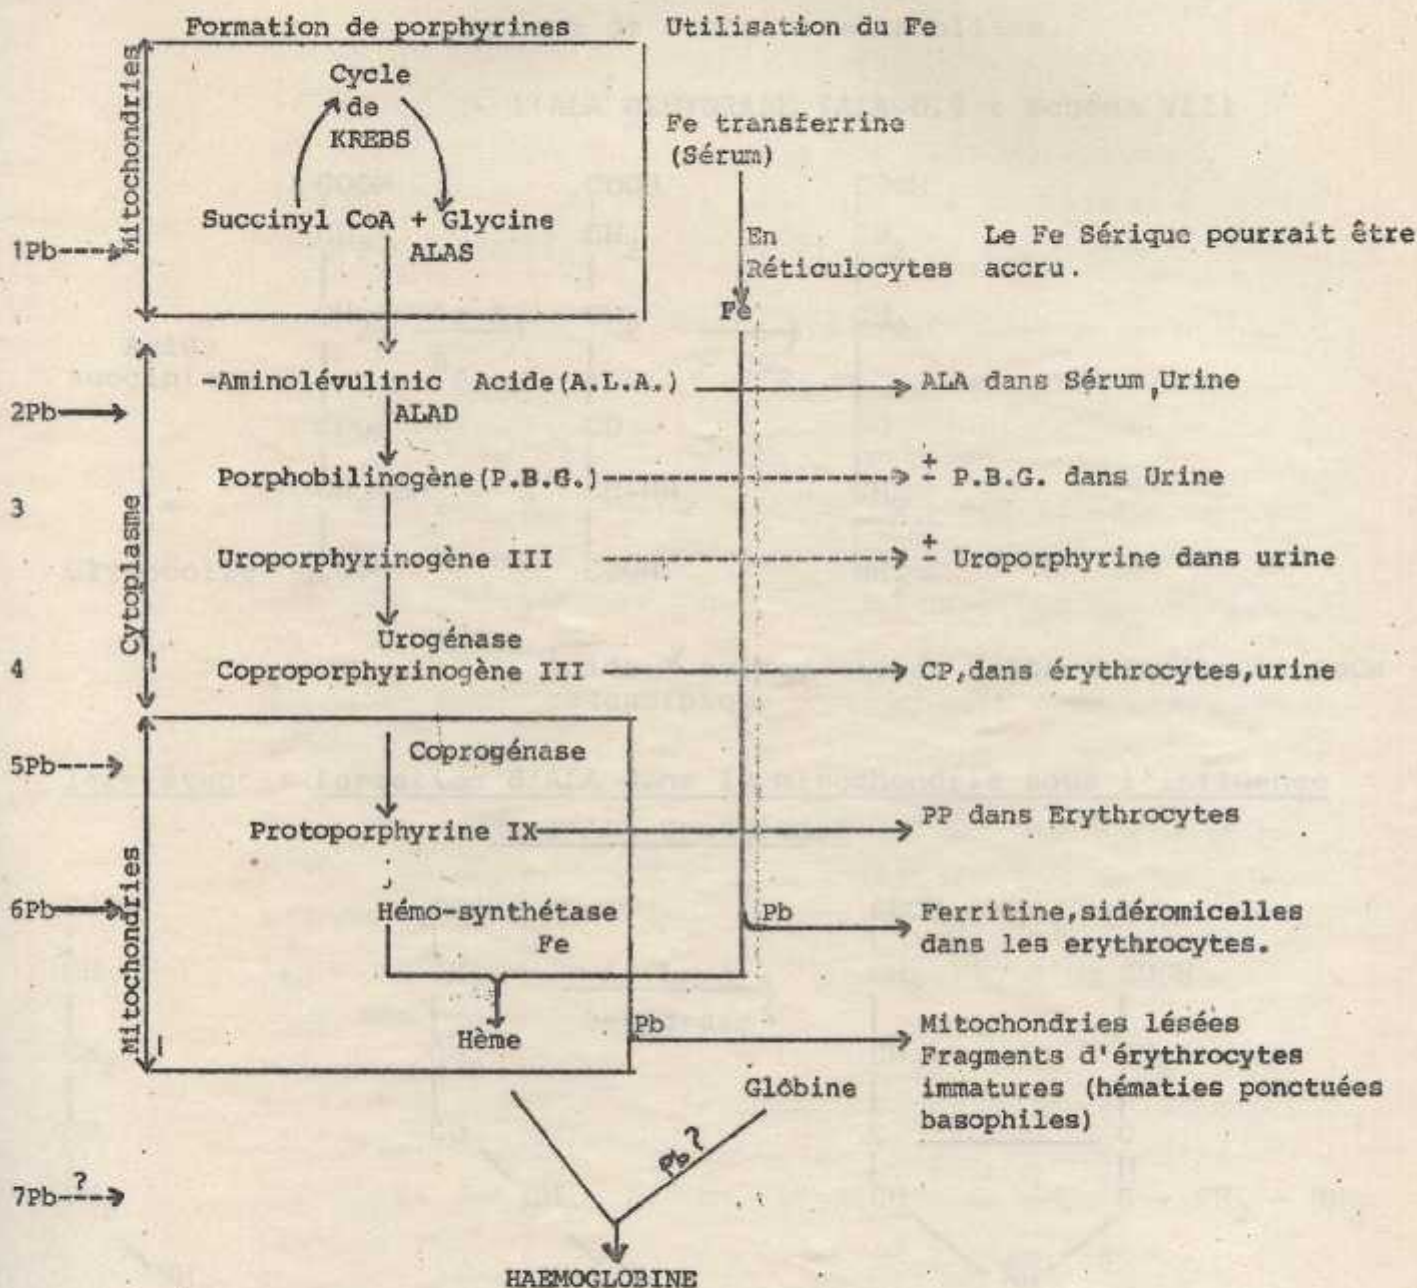 Formation de porphyrines
Utilisation du Fe
Mitochondries
Cycle
de
KREBS
Fe transferrine
(Sérum)
Succinyl CoA + Glycine
ALAS
1Pb
En
Réticulocytes
Le Fe Sérique pourrait être
accru.
Fe
Cytoplasme
-Aminolévulinic Acide(A.L.A.)
ALA dans Sérum,Urine
2Pb
ALAD
Porphobilinogène(P.B.G.)
± P.B.G. dans Urine
3
Uroporphyrinogène III
± Uroporphyrine dans urine
Urogénase
4
Coproporphyrinogène III
CP,dans érythrocytes,urine
Mitochondries
Coprogénase
5Pb
Protoporphyrine IX
PP dans Erythrocytes
6Pb
Hémo-synthétase
Fe
Pb
Ferritine,sidéromicelles
dans les erythrocytes.
Hème
Pb
Mitochondries lésées
Fragments d'érythrocytes
immatures (hématies ponctuées
basophiles)
Glôbine
Pb?
7Pb ?
HAEMOGLOBINE